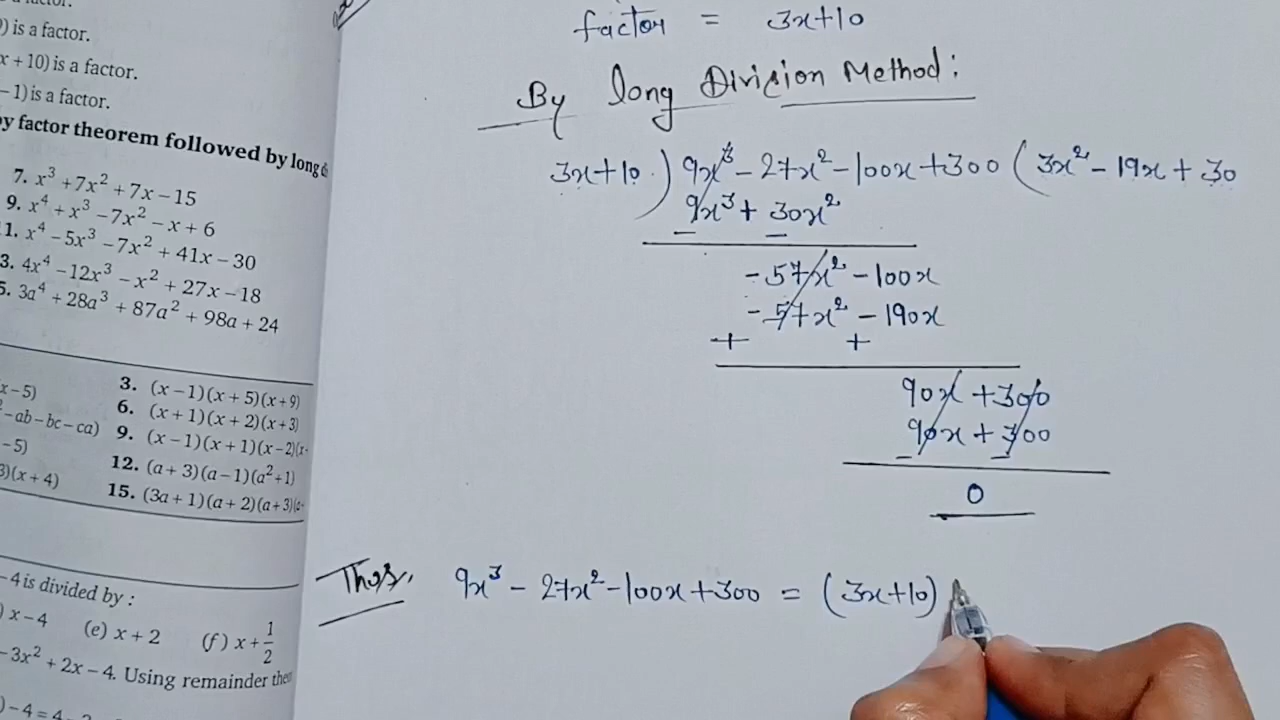 ) is a factor.
x + 10) is a factor.
– 1) is a factor.
y factor theorem followed by long
7. x³ + 7x² + 7x – 15
9. x⁴ + x³ – 7x² – x + 6
1. x⁴ – 5x³ – 7x² + 41x – 30
3. 4x⁴ – 12x³ – x² + 27x – 18
5. 3a⁴ + 28a³ + 87a² + 98a + 24
x – 5) 3. (x – 1)(x + 5)(x + 9)
² – ab – bc – ca) 6. (x + 1)(x + 2)(x + 3)
– 5) 9. (x – 1)(x + 1)(x – 2)(x
3)(x + 4) 12. (a + 3)(a – 1)(a² + 1)
15. (3a + 1)(a + 2)(a + 3)(a
– 4 is divided by :
) x – 4 (e) x + 2 (f) x + 1/2
– 3x² + 2x – 4. Using remainder the
) – 4 = 4
factor = 3x+10
By long Division Method:
3x+10 ) 9x³ - 27x² - 100x + 300 ( 3x² - 19x + 30
9x³ + 30x²
–  –
- 57x² - 100x
- 57x² - 190x
+  +
90x + 300
90x + 300
–  –
0
Thus, 9x³ - 27x² - 100x + 300 = (3x+10)